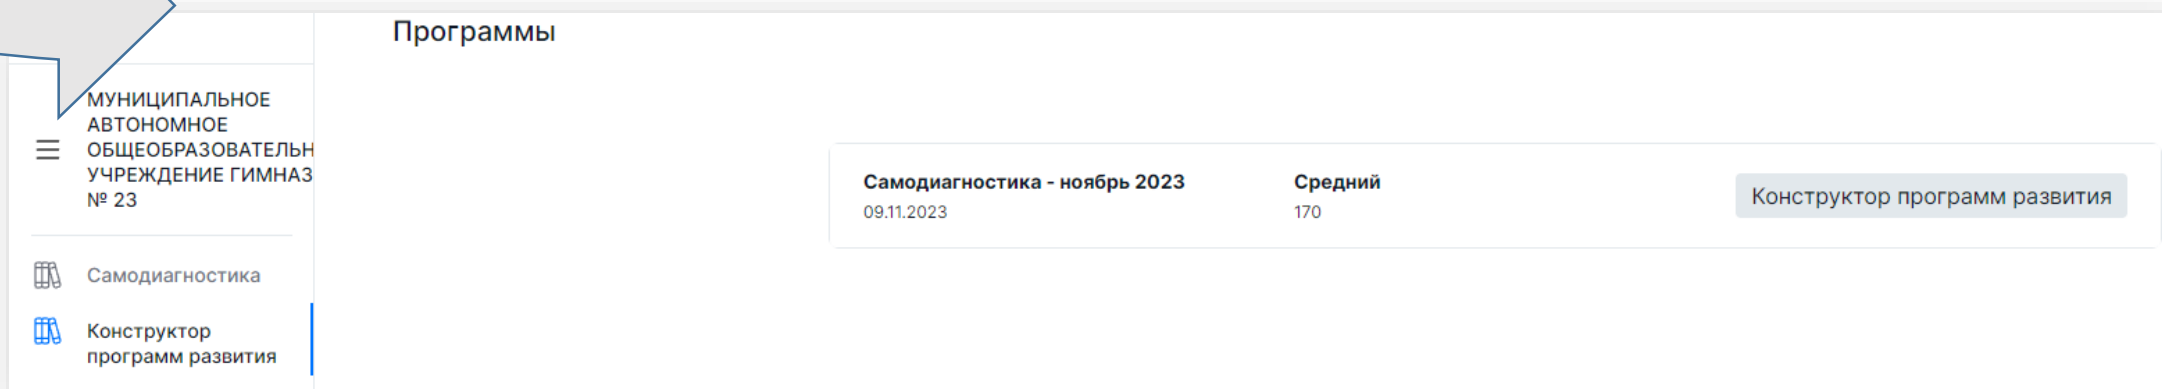 Программы
МУНИЦИПАЛЬНОЕ
АВТОНОМНОЕ
ОБЩЕОБРАЗОВАТЕЛЬН
УЧРЕЖДЕНИЕ ГИМНАЗ
№ 23
Самодиагностика
Конструктор
программ развития
Самодиагностика - ноябрь 2023
09.11.2023
Средний
170
Конструктор программ развития